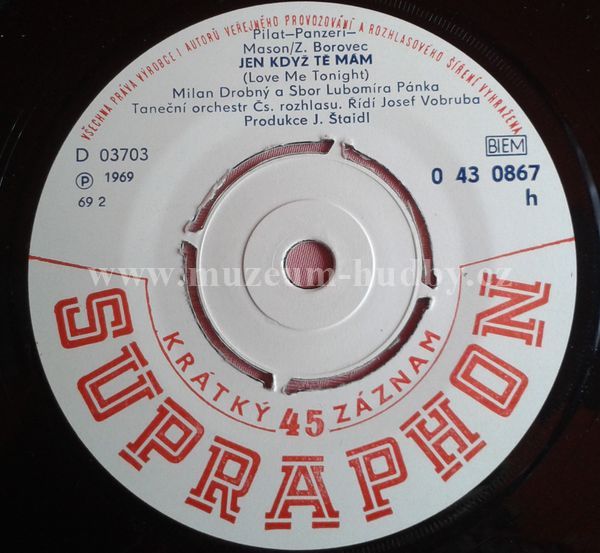 VŠECHNA PRÁVA VÝROBCE I AUTORŮ VEŘEJNÉHO PROVOZOVÁNÍ A ROZHLASOVÉHO ŠÍŘENÍ VYHRAŽENA
Pilat-Panzeri-
Mason/Z. Borovec
JEN KDYŽ TĚ MÁM
(Love Me Tonight)
Milan Drobný a Sbor Lubomíra Pánka
Taneční orchestr Čs. rozhlasu. Řídí Josef Vobruba
Produkce J. Štaidl
D 03703
BIEM
℗ 1969
0 43 0867
69 2
h
www.muzeum-hudby.cz
KRÁTKÝ 45 ZÁZNAM
SUPRAPHON